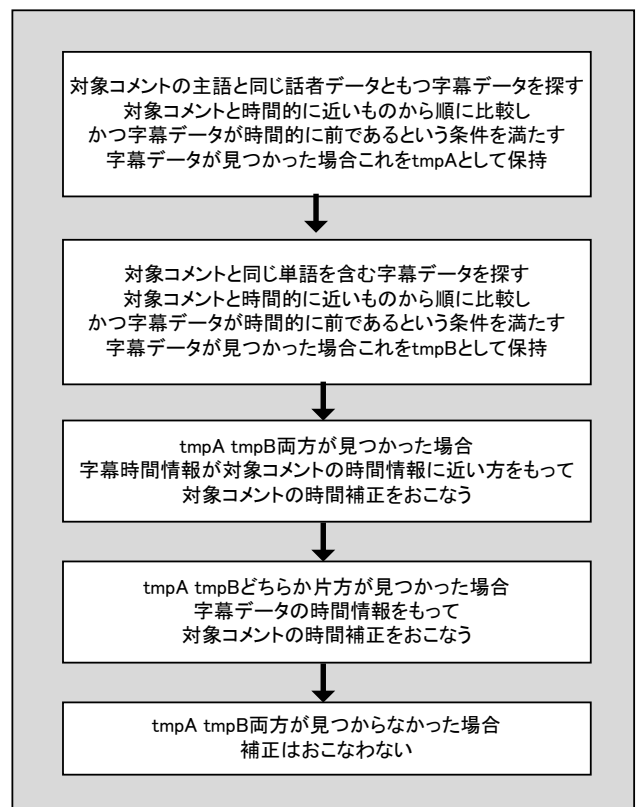 対象コメントの主語と同じ話者データともつ字幕データを探す
対象コメントと時間的に近いものから順に比較し
かつ字幕データが時間的に前であるという条件を満たす
字幕データが見つかった場合これをtmpAとして保持
対象コメントと同じ単語を含む字幕データを探す
対象コメントと時間的に近いものから順に比較し
かつ字幕データが時間的に前であるという条件を満たす
字幕データが見つかった場合これをtmpBとして保持
tmpA tmpB両方が見つかった場合
字幕時間情報が対象コメントの時間情報に近い方をもって
対象コメントの時間補正をおこなう
tmpA tmpBどちらか片方が見つかった場合
字幕データの時間情報をもって
対象コメントの時間補正をおこなう
tmpA tmpB両方が見つからなかった場合
補正はおこなわない